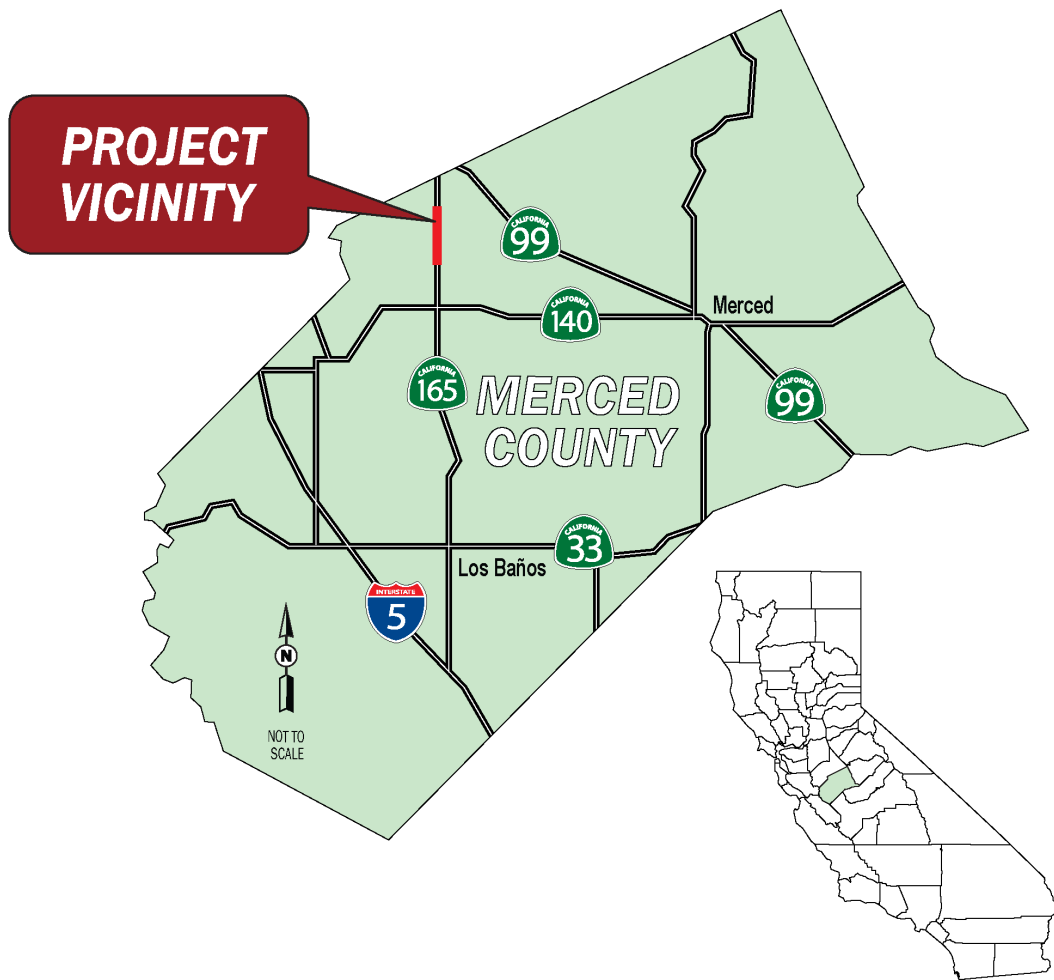 PROJECT
VICINITY
CALIFORNIA
99
CALIFORNIA
140
Merced
CALIFORNIA
165
MERCED
COUNTY
CALIFORNIA
99
CALIFORNIA
33
Los Baños
INTERSTATE
5
N
NOT TO
SCALE